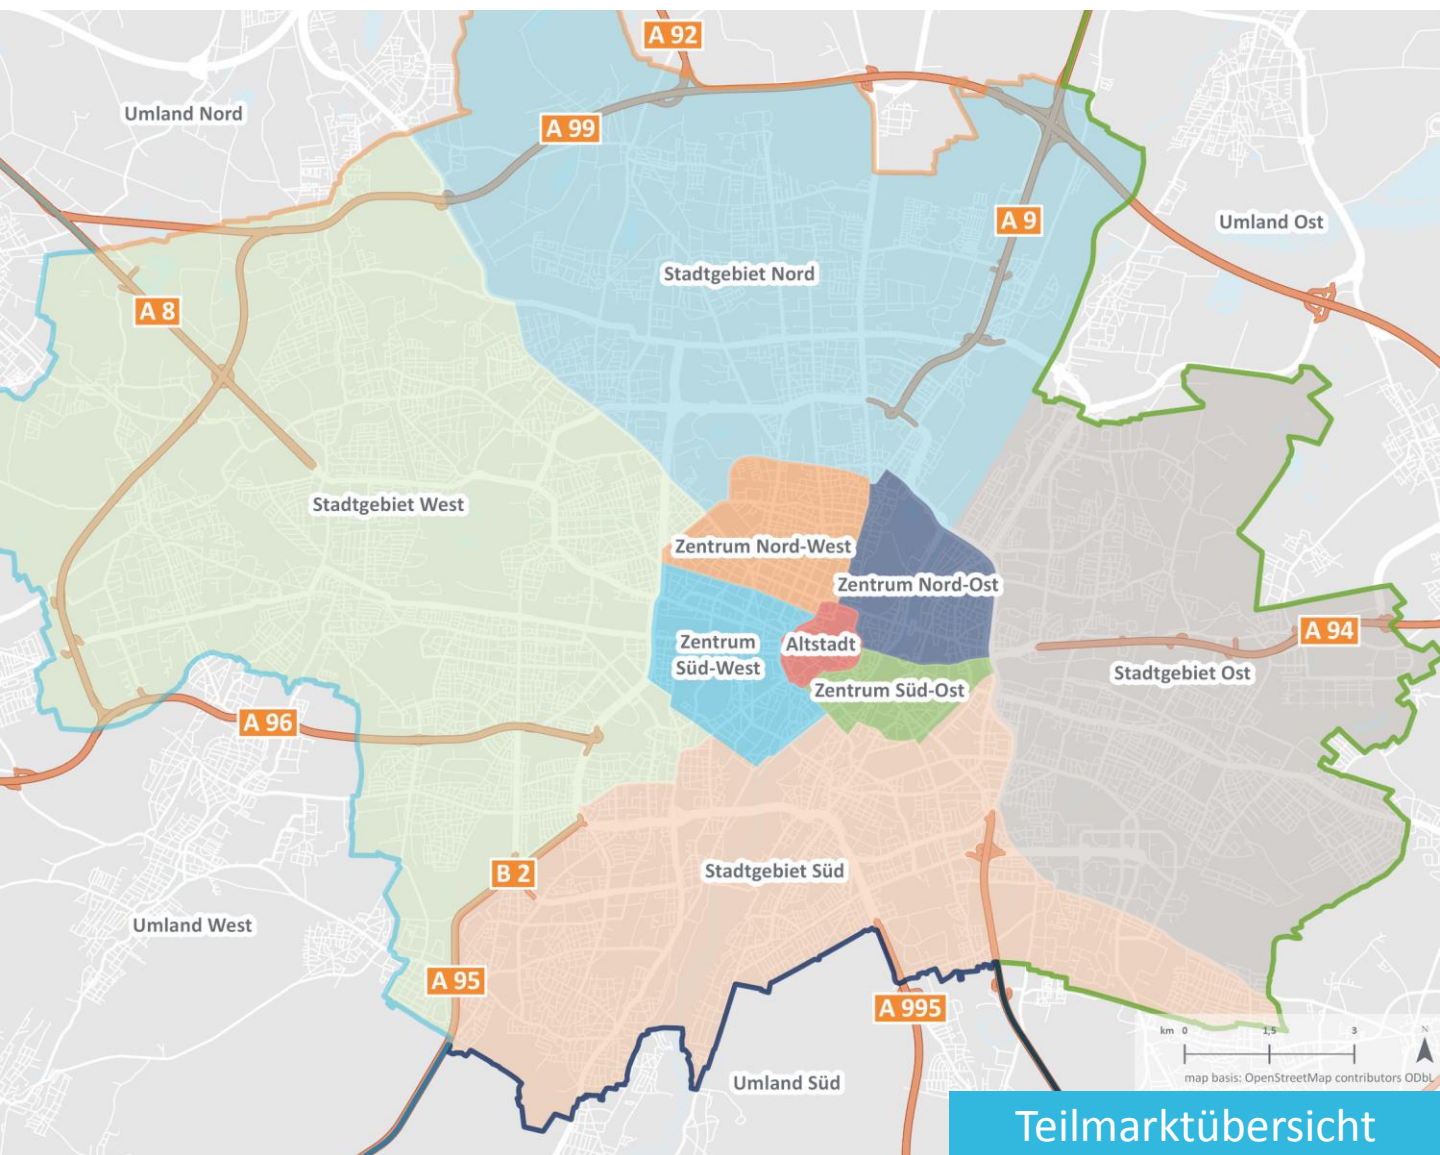 A 92
Umland Nord
A 99
A 9
Umland Ost
Stadtgebiet Nord
A 8
Stadtgebiet West
Zentrum Nord-West
Zentrum Nord-Ost
A 94
Zentrum
Süd-West
Altstadt
Stadtgebiet Ost
Zentrum Süd-Ost
A 96
B 2
Stadtgebiet Süd
Umland West
A 95
A 995
km 0 1,5 3 N
Umland Süd
map basis: OpenStreetMap contributors ODbL
Teilmarktübersicht